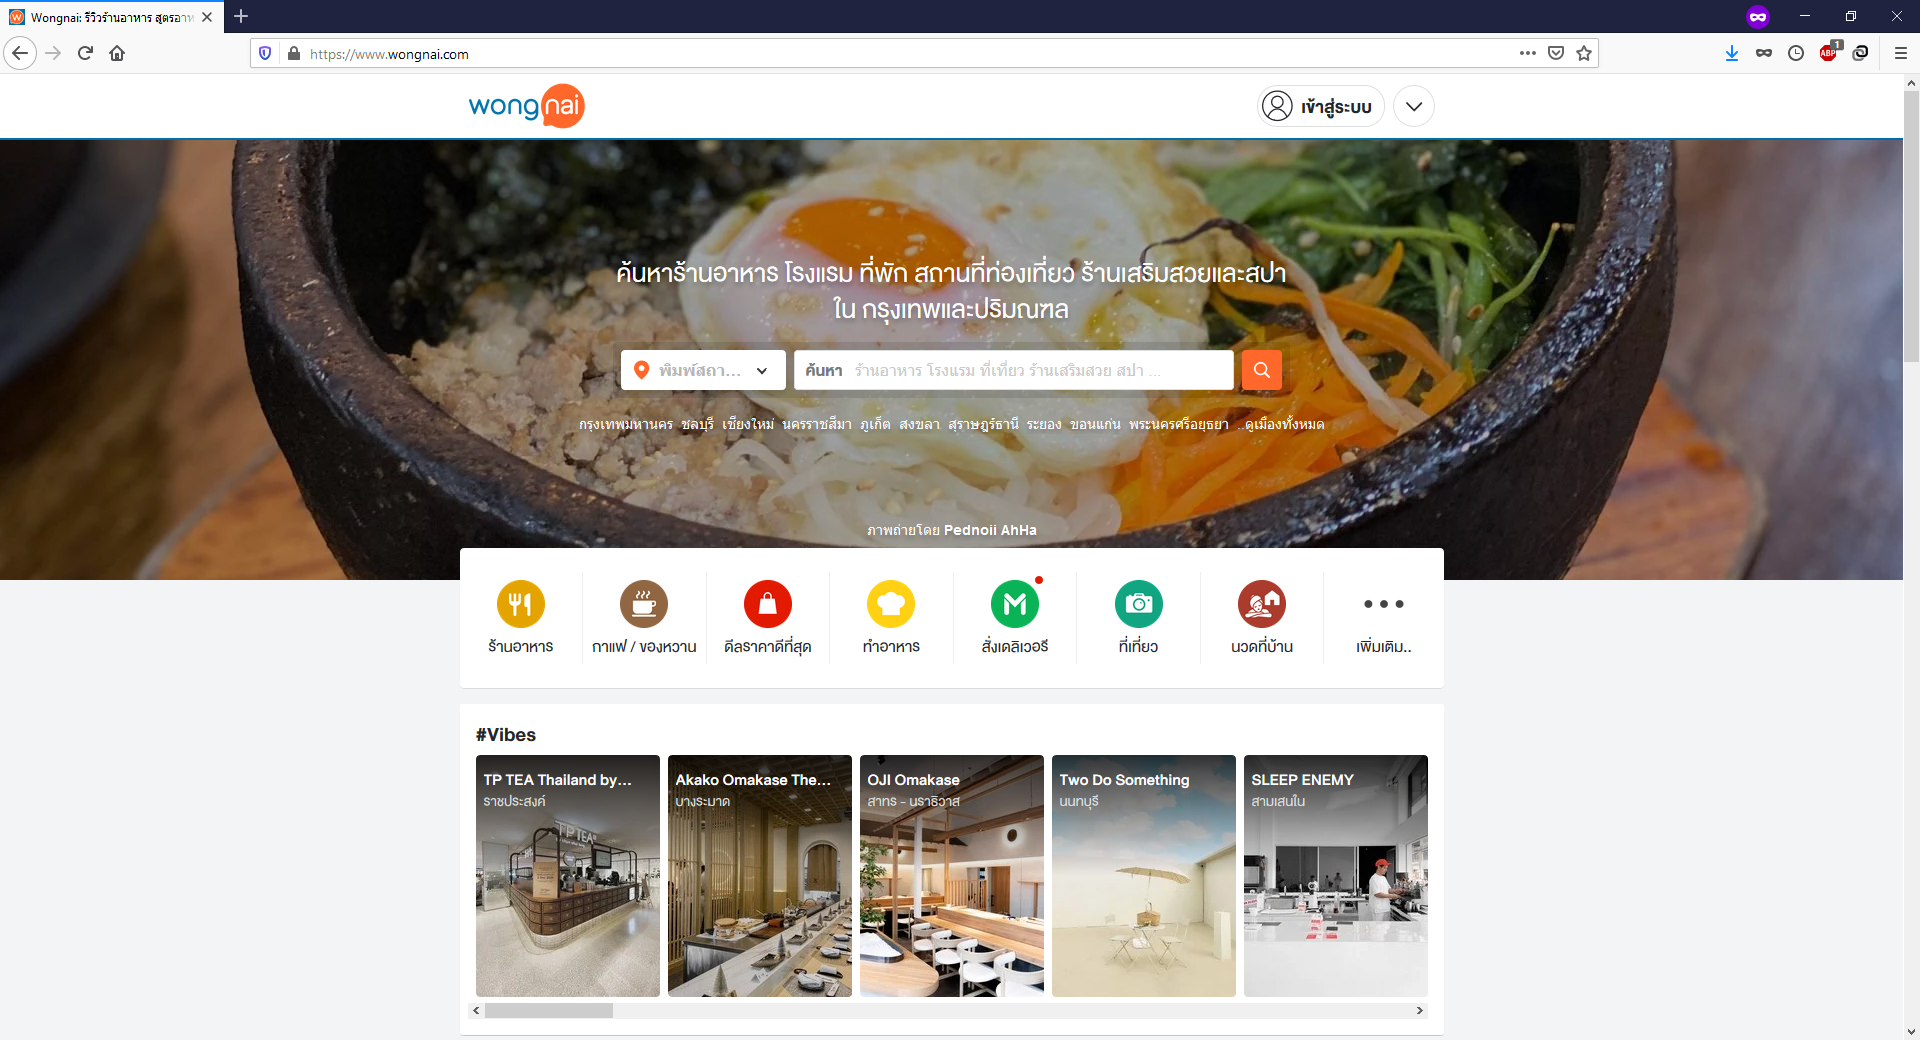 Wongnai: รีวิวร้านอาหาร สูตรอาห
https://www.wongnai.com
ABP
1
wongnai
เข้าสู่ระบบ
ค้นหาร้านอาหาร โรงแรม ที่พัก สถานที่ท่องเที่ยว ร้านเสริมสวยและสปา
ใน กรุงเทพและปริมณฑล
พิมพ์สถา...
ค้นหา ร้านอาหาร โรงแรม ที่เที่ยว ร้านเสริมสวย สปา ...
กรุงเทพมหานคร ชลบุรี เชียงใหม่ นครราชสีมา ภูเก็ต สงขลา สุราษฎร์ธานี ระยอง ขอนแก่น พระนครศรีอยุธยา ..ดูเมืองทั้งหมด
ภาพถ่ายโดย Pednoii AhHa
ร้านอาหาร
กาแฟ / ของหวาน
ดีลราคาดีที่สุด
ทำอาหาร
สั่งเดลิเวอรี
ที่เที่ยว
นวดที่บ้าน
เพิ่มเติม..
#Vibes
TP TEA Thailand by...
ราชประสงค์
TP TEA
Akako Omakase The...
บางระมาด
OJI Omakase
สาทร - นราธิวาส
Two Do Something
นนทบุรี
SLEEP ENEMY
สามเสนใน